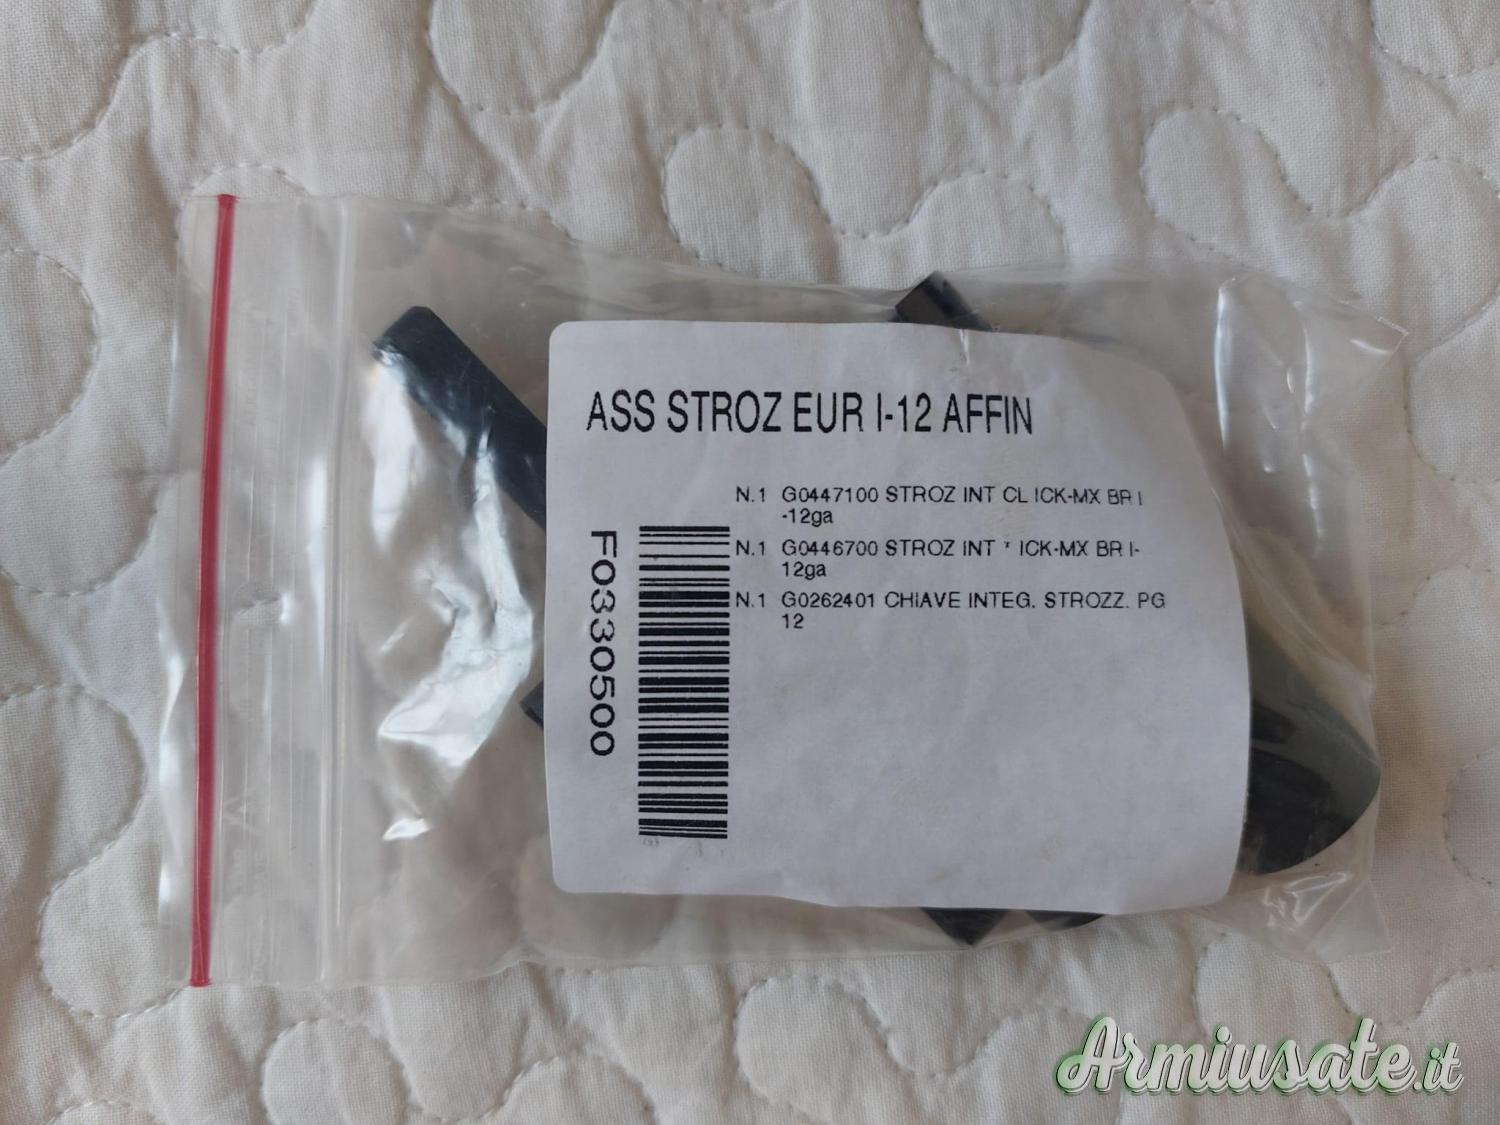 ASS STROZ EUR I-12 AFFIN
N.1 G0447100 STROZ INT CL ICK-MX BR I
-12ga
N.1 G0446700 STROZ INT * ICK-MX BR I-
12ga
N.1 G0262401 CHIAVE INTEG. STROZZ. PG
12
F0330500
Armiusate.it